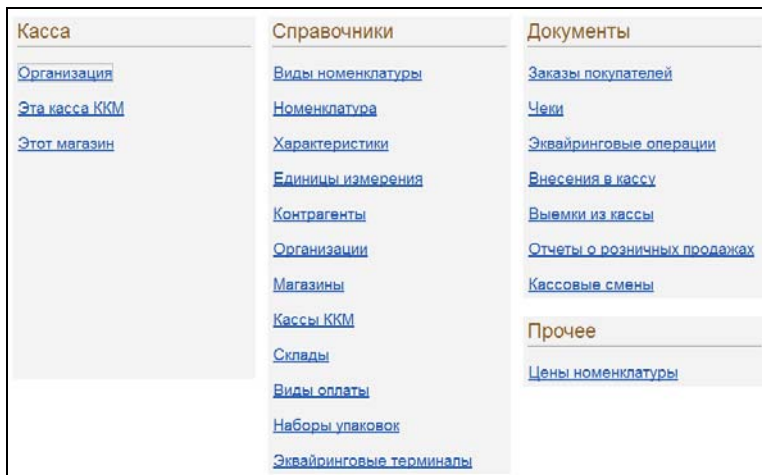 Касса
Организация
Эта касса ККМ
Этот магазин
Справочники
Виды номенклатуры
Номенклатура
Характеристики
Единицы измерения
Контрагенты
Организации
Магазины
Кассы ККМ
Склады
Виды оплаты
Наборы упаковок
Эквайринговые терминалы
Документы
Заказы покупателей
Чеки
Эквайринговые операции
Внесения в кассу
Выемки из кассы
Отчеты о розничных продажах
Кассовые смены
Прочее
Цены номенклатуры